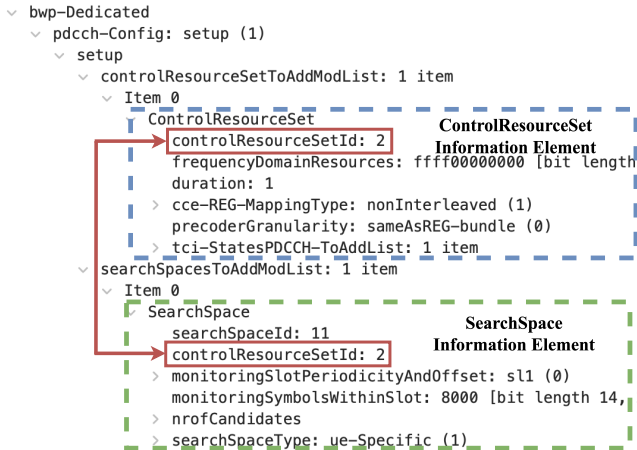 bwp-Dedicated
pdcch-Config: setup (1)
setup
controlResourceSetToAddModList: 1 item
Item 0
ControlResourceSet
ControlResourceSet
Information Element
controlResourceSetId: 2
frequencyDomainResources: ffff00000000 [bit length
duration: 1
cce-REG-MappingType: nonInterleaved (1)
precoderGranularity: sameAsREG-bundle (0)
tci-StatesPDCCH-ToAddList: 1 item
searchSpacesToAddModList: 1 item
Item 0
SearchSpace
SearchSpace
Information Element
searchSpaceId: 11
controlResourceSetId: 2
monitoringSlotPeriodicityAndOffset: sl1 (0)
monitoringSymbolsWithinSlot: 8000 [bit length 14,
nrofCandidates
searchSpaceType: ue-Specific (1)